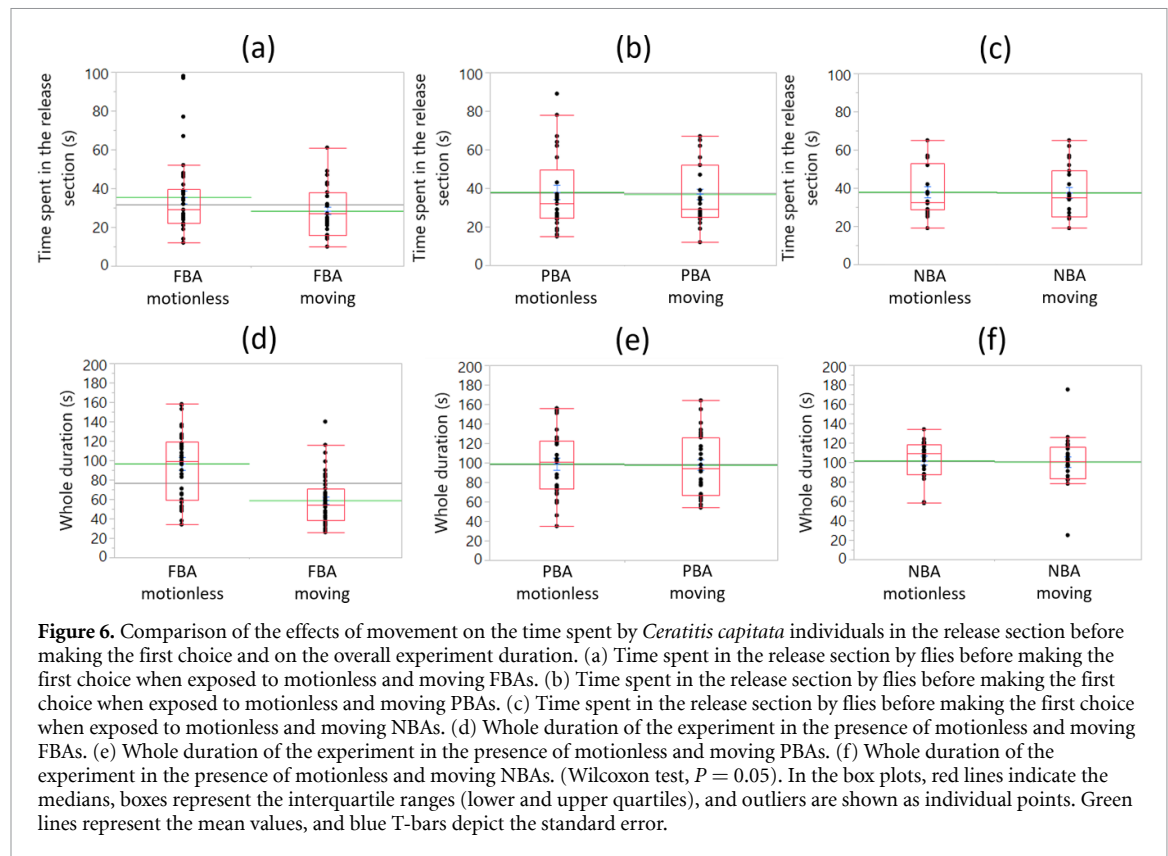 (a)
(b)
(c)
Time spent in the release
section (s)
100
80
60
40
20
0
FBA
motionless
FBA
moving
Time spent in the release
section (s)
100
80
60
40
20
0
PBA
motionless
PBA
moving
Time spent in the release
section (s)
100
80
60
40
20
0
NBA
motionless
NBA
moving
(d)
(e)
(f)
Whole duration (s)
200
180
160
140
120
100
80
60
40
20
0
FBA
motionless
FBA
moving
Whole duration (s)
200
180
160
140
120
100
80
60
40
20
0
PBA
motionless
PBA
moving
Whole duration (s)
200
180
160
140
120
100
80
60
40
20
0
NBA
motionless
NBA
moving
Figure 6. Comparison of the effects of movement on the time spent by Ceratitis capitata individuals in the release section before
making the first choice and on the overall experiment duration. (a) Time spent in the release section by flies before making the
first choice when exposed to motionless and moving FBAs. (b) Time spent in the release section by flies before making the first
choice when exposed to motionless and moving PBAs. (c) Time spent in the release section by flies before making the first choice
when exposed to motionless and moving NBAs. (d) Whole duration of the experiment in the presence of motionless and moving
FBAs. (e) Whole duration of the experiment in the presence of motionless and moving PBAs. (f) Whole duration of the
experiment in the presence of motionless and moving NBAs. (Wilcoxon test, P = 0.05). In the box plots, red lines indicate the
medians, boxes represent the interquartile ranges (lower and upper quartiles), and outliers are shown as individual points. Green
lines represent the mean values, and blue T-bars depict the standard error.